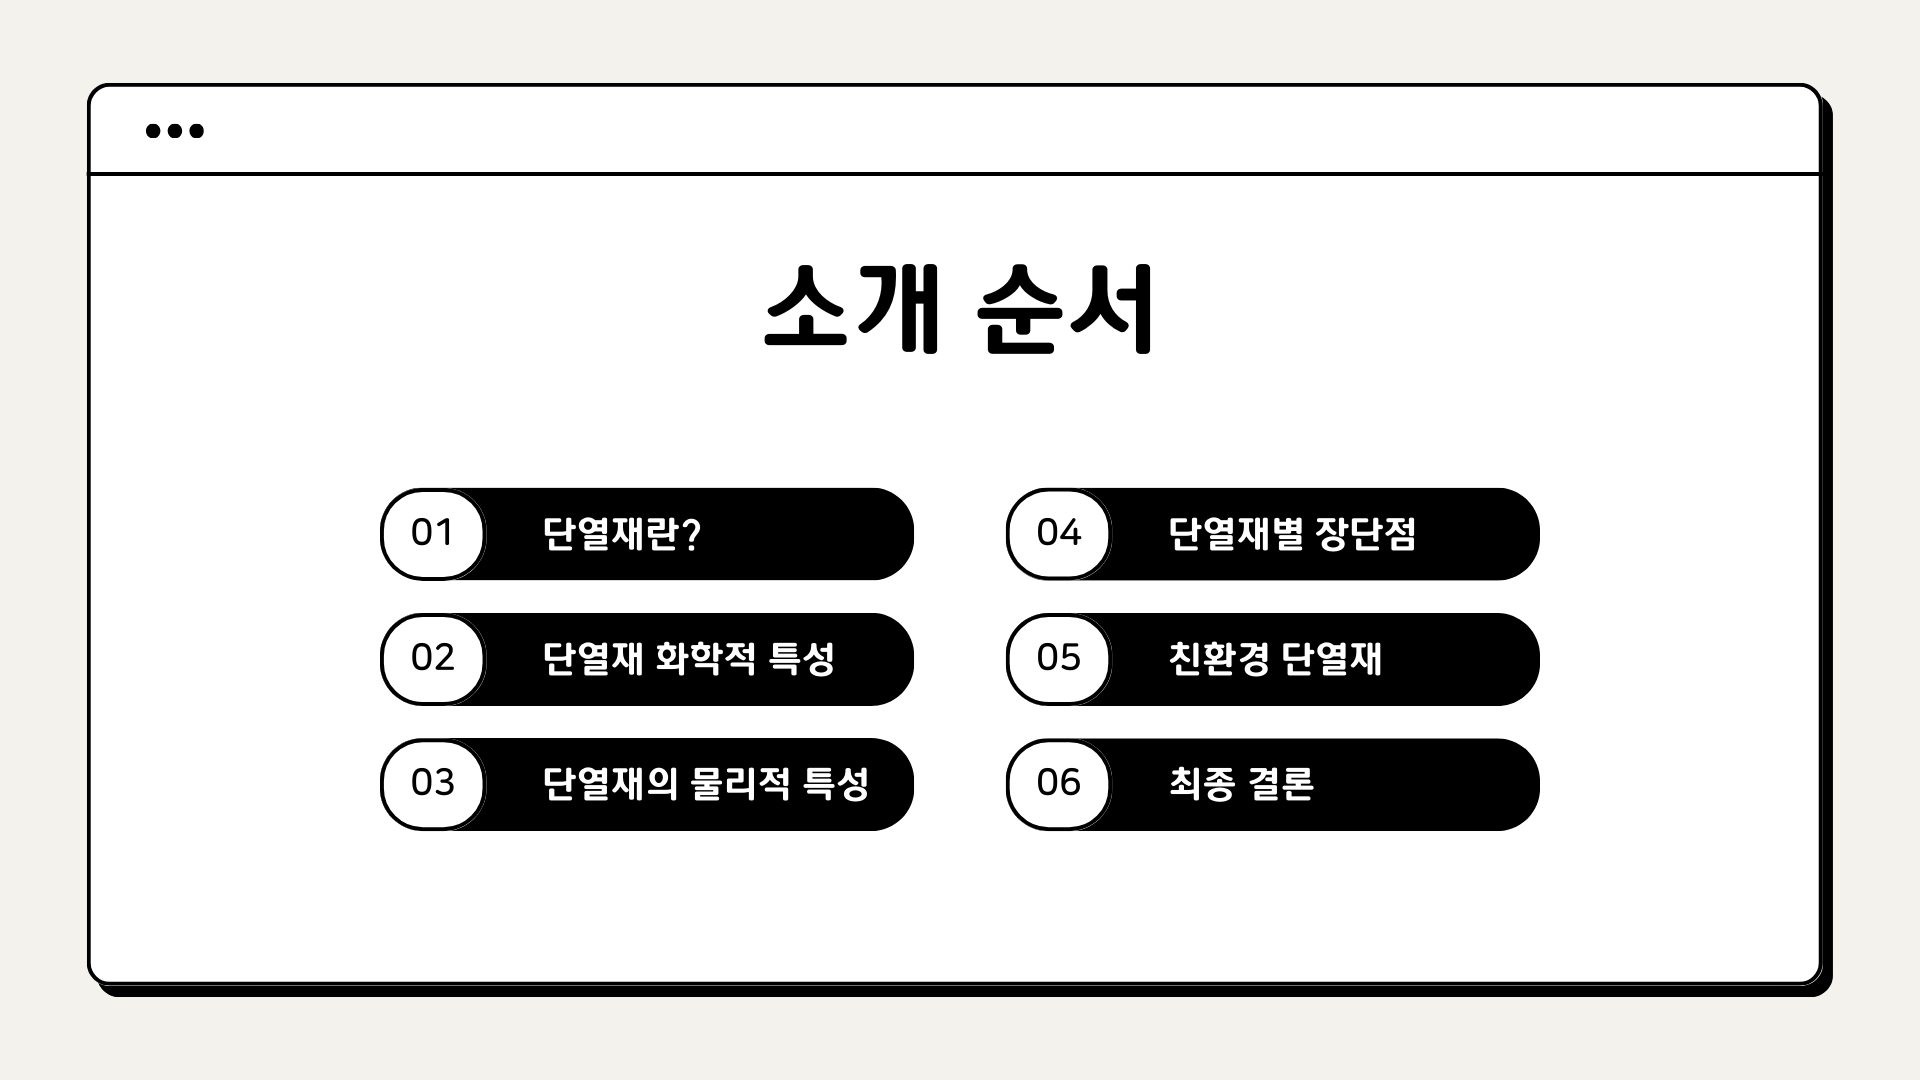 소개 순서
01 단열재란?
02 단열재 화학적 특성
03 단열재의 물리적 특성
04 단열재별 장단점
05 친환경 단열재
06 최종 결론